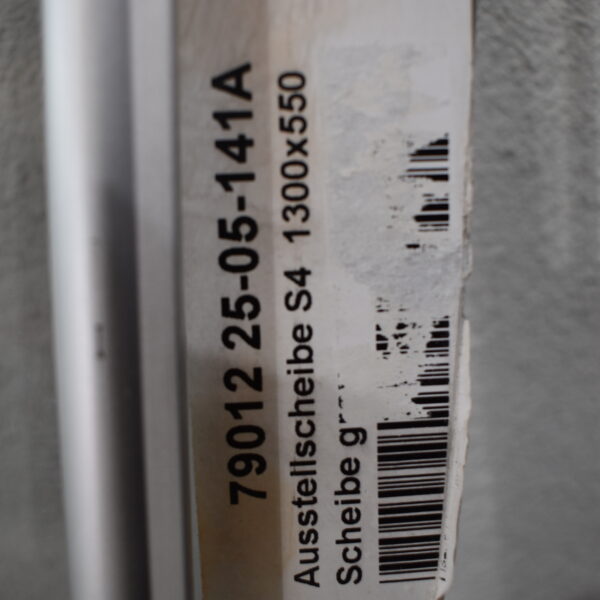 79012 25-05-141A
Ausstellscheibe S4 1300x550
Scheibe